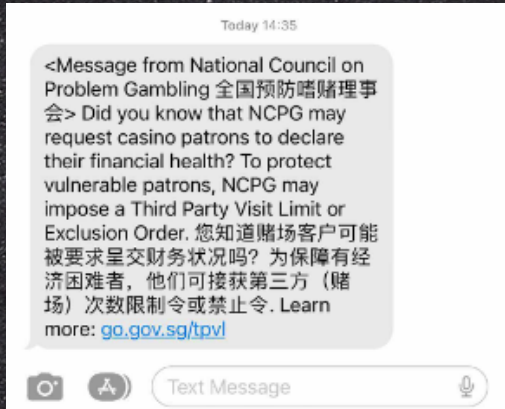 Today 14:35
<Message from National Council on
Problem Gambling 全国预防嗜赌理事
会> Did you know that NCPG may
request casino patrons to declare
their financial health? To protect
vulnerable patrons, NCPG may
impose a Third Party Visit Limit or
Exclusion Order. 您知道赌场客户可能
被要求呈交财务状况吗？为保障有经
济困难者，他们可接获第三方（赌
场）次数限制令或禁止令. Learn
more: go.gov.sg/tpvl
Text Message